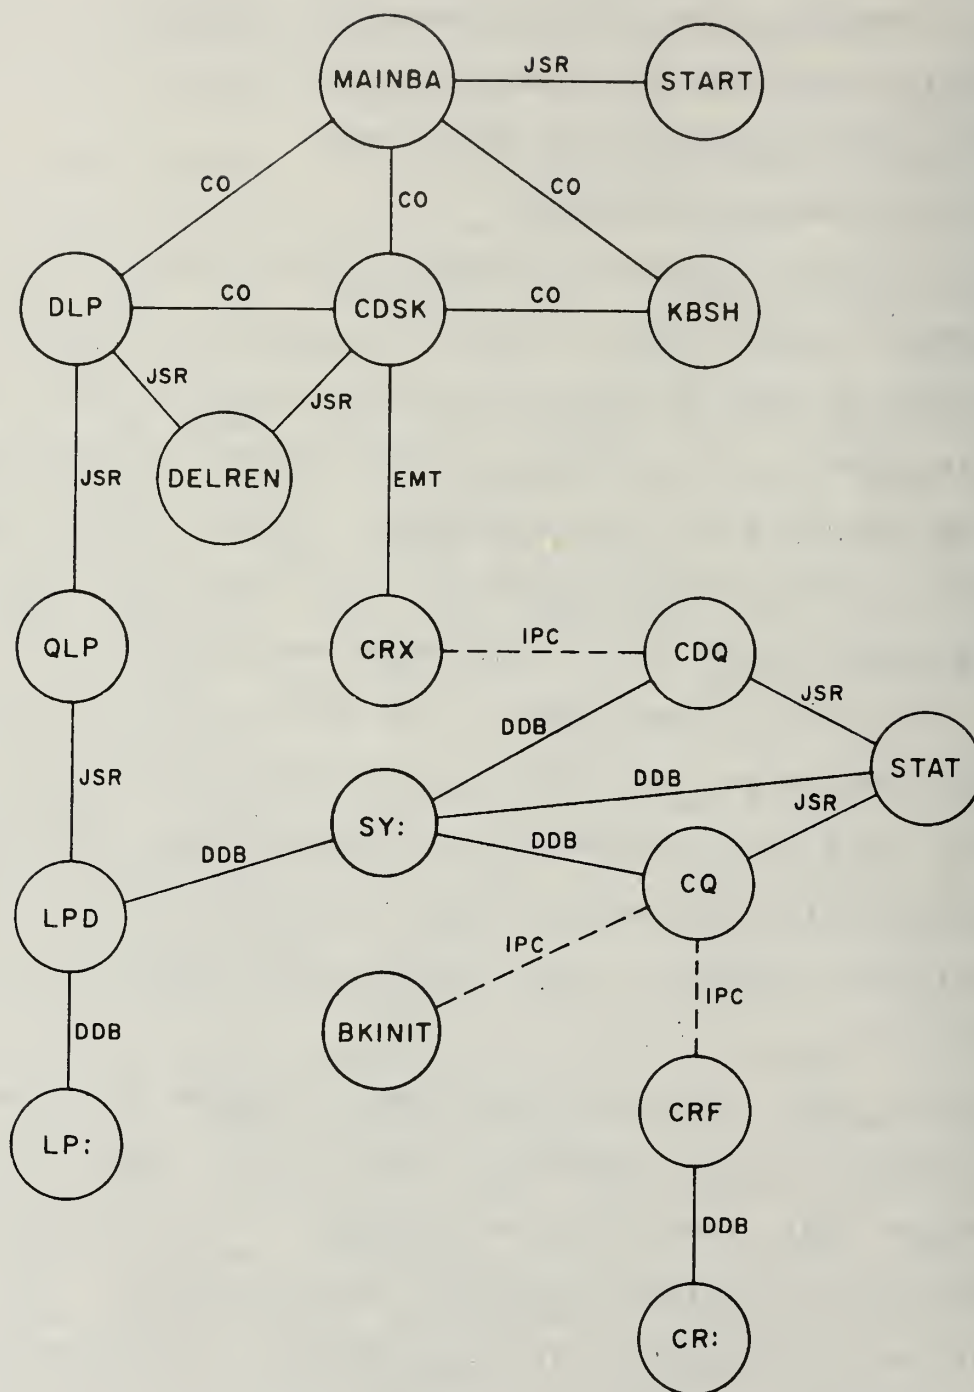 MAINBA
JSR
START
CO
CO
CO
DLP
CO
CDSK
CO
KBSH
JSR
JSR
DELREN
JSR
EMT
QLP
CRX
IPC
CDQ
JSR
DDB
STAT
JSR
DDB
JSR
SY:
DDB
DDB
CQ
LPD
IPC
IPC
DDB
BKINIT
CRF
LP:
DDB
CR: